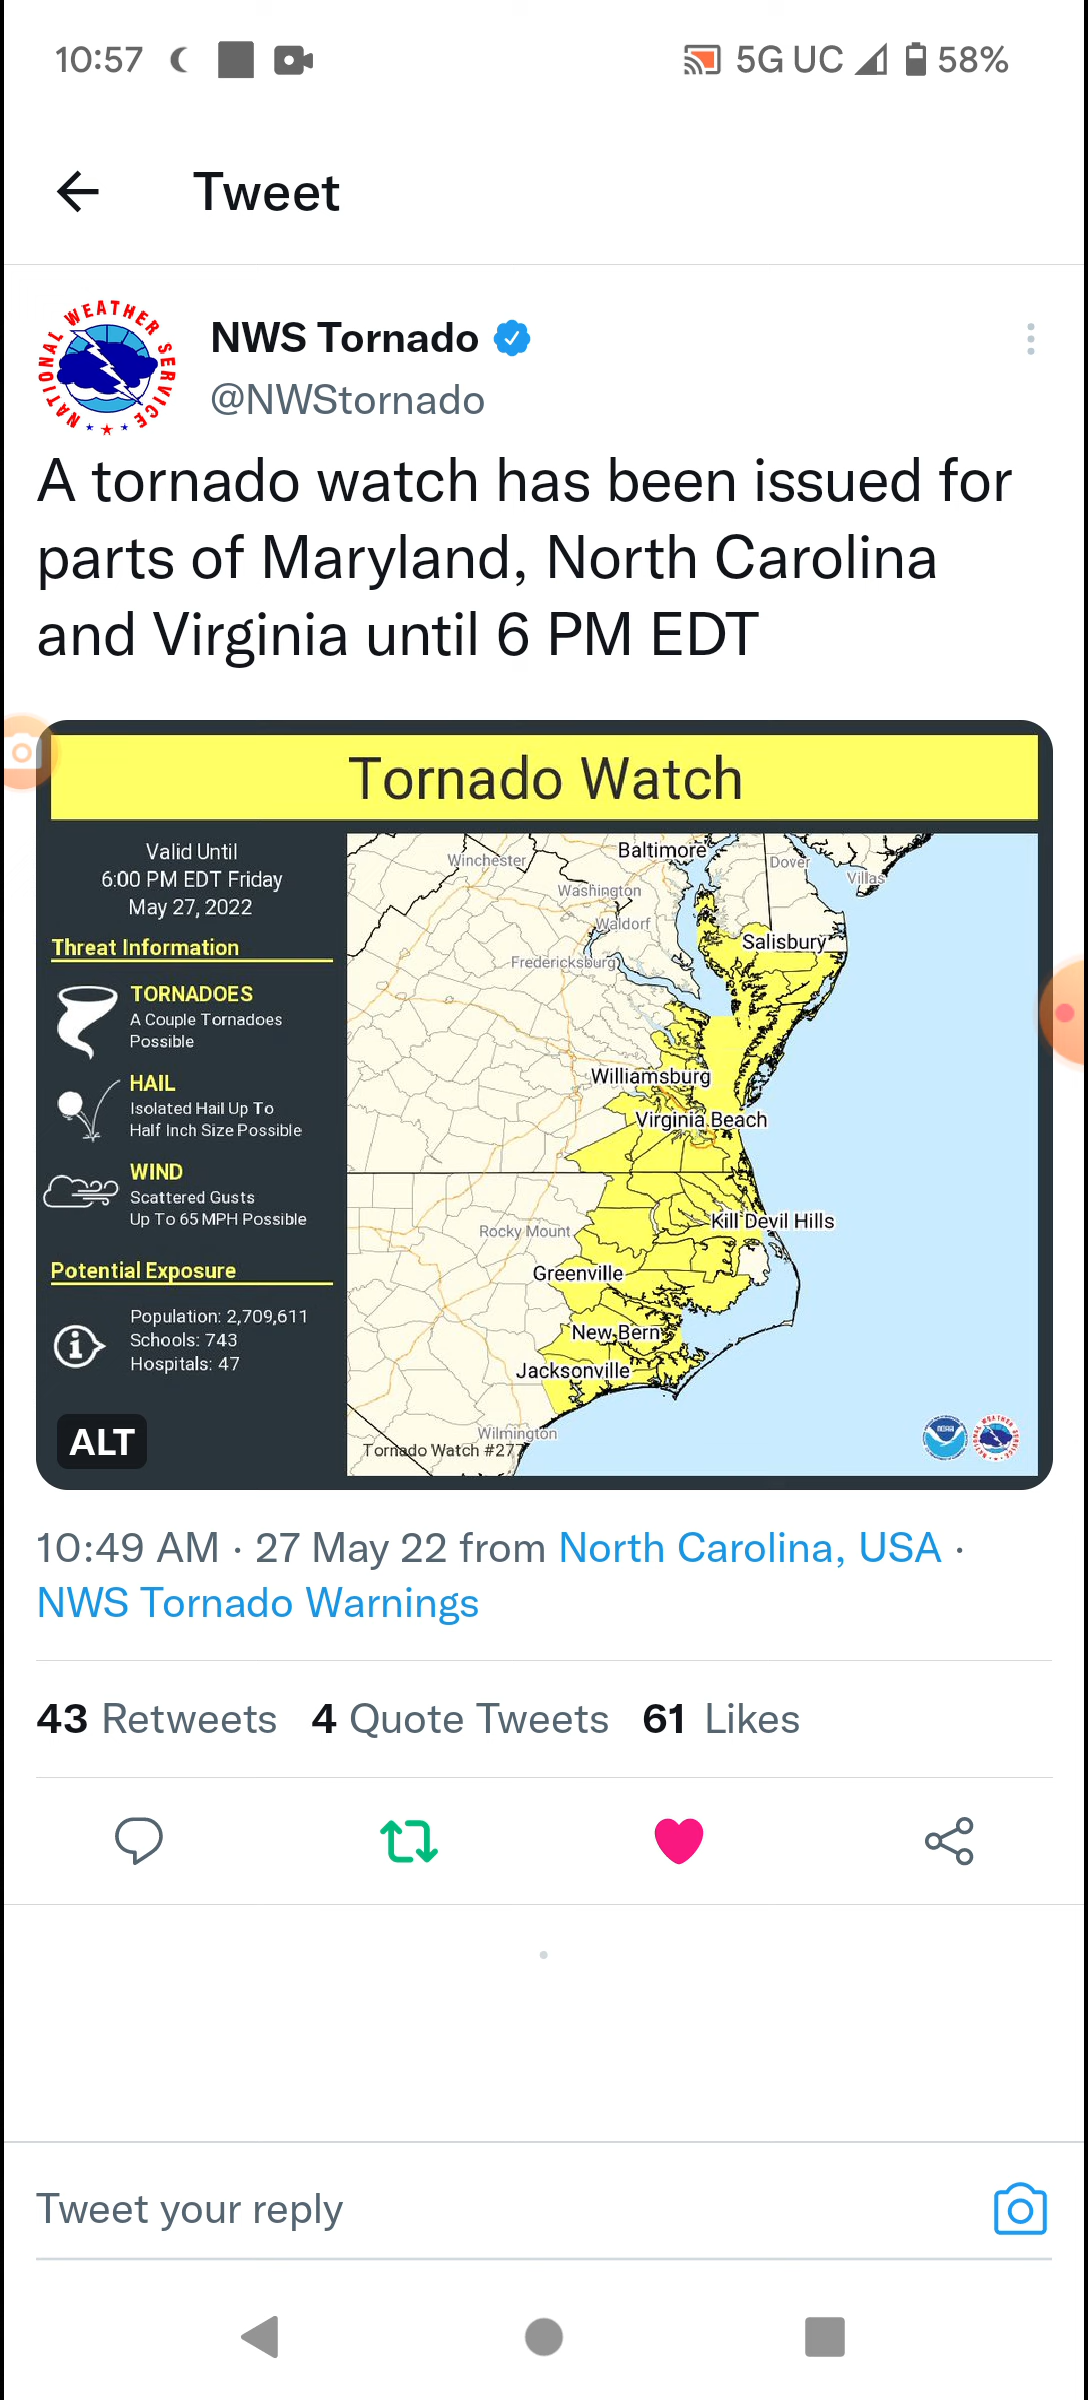 10:57
5G UC
58%
Tweet
NATIONAL WEATHER SERVICE
NWS Tornado
@NWStornado
A tornado watch has been issued for
parts of Maryland, North Carolina
and Virginia until 6 PM EDT
Tornado Watch
Valid Until
6:00 PM EDT Friday
May 27, 2022
Threat Information
TORNADOES
A Couple Tornadoes
Possible
HAIL
Isolated Hail Up To
Half Inch Size Possible
WIND
Scattered Gusts
Up To 65 MPH Possible
Potential Exposure
Population: 2,709,611
Schools: 743
Hospitals: 47
ALT
Winchester
Baltimore
Dover
Villas
Washington
Waldorf
Salisbury
Fredericksburg
Williamsburg
Virginia Beach
Kill Devil Hills
Rocky Mount
Greenville
New Bern
Jacksonville
Wilmington
Tornado Watch #277
10:49 AM · 27 May 22 from North Carolina, USA ·
NWS Tornado Warnings
43 Retweets 4 Quote Tweets 61 Likes
Tweet your reply